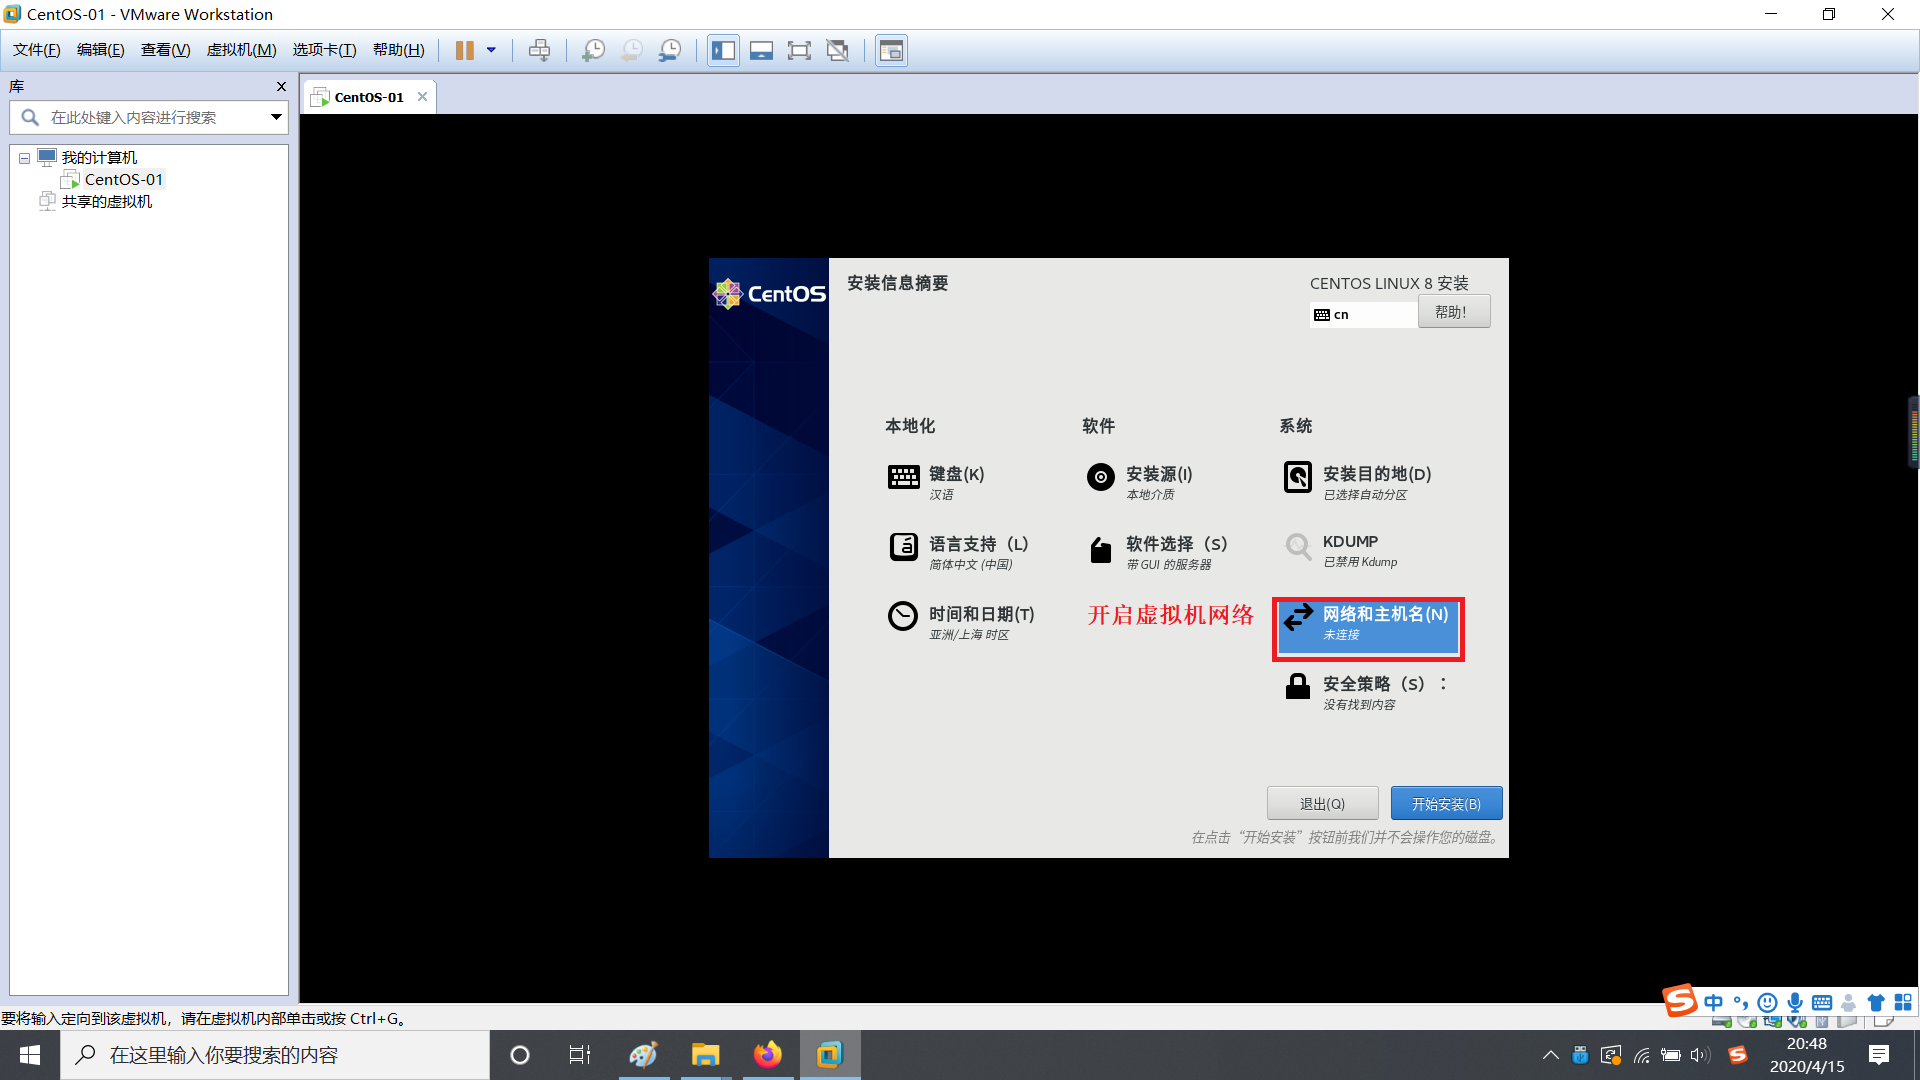 CentOS-01 - VMware Workstation
文件(F) 编辑(E) 查看(V) 虚拟机(M) 选项卡(T) 帮助(H)
库
在此处键入内容进行搜索
我的计算机
CentOS-01
共享的虚拟机
CentOS-01
CentOS
安装信息摘要
CENTOS LINUX 8 安装
cn
帮助！
本地化
软件
系统
键盘(K)
汉语
安装源(I)
本地介质
安装目的地(D)
已选择自动分区
语言支持（L）
简体中文 (中国)
软件选择（S）
带 GUI 的服务器
KDUMP
已禁用 Kdump
时间和日期(T)
亚洲/上海 时区
开启虚拟机网络
网络和主机名(N)
未连接
安全策略（S）：
没有找到内容
退出(Q)
开始安装(B)
在点击“开始安装”按钮前我们并不会操作您的磁盘。
要将输入定向到该虚拟机，请在虚拟机内部单击或按 Ctrl+G。
中
在这里输入你要搜索的内容
20:48
2020/4/15